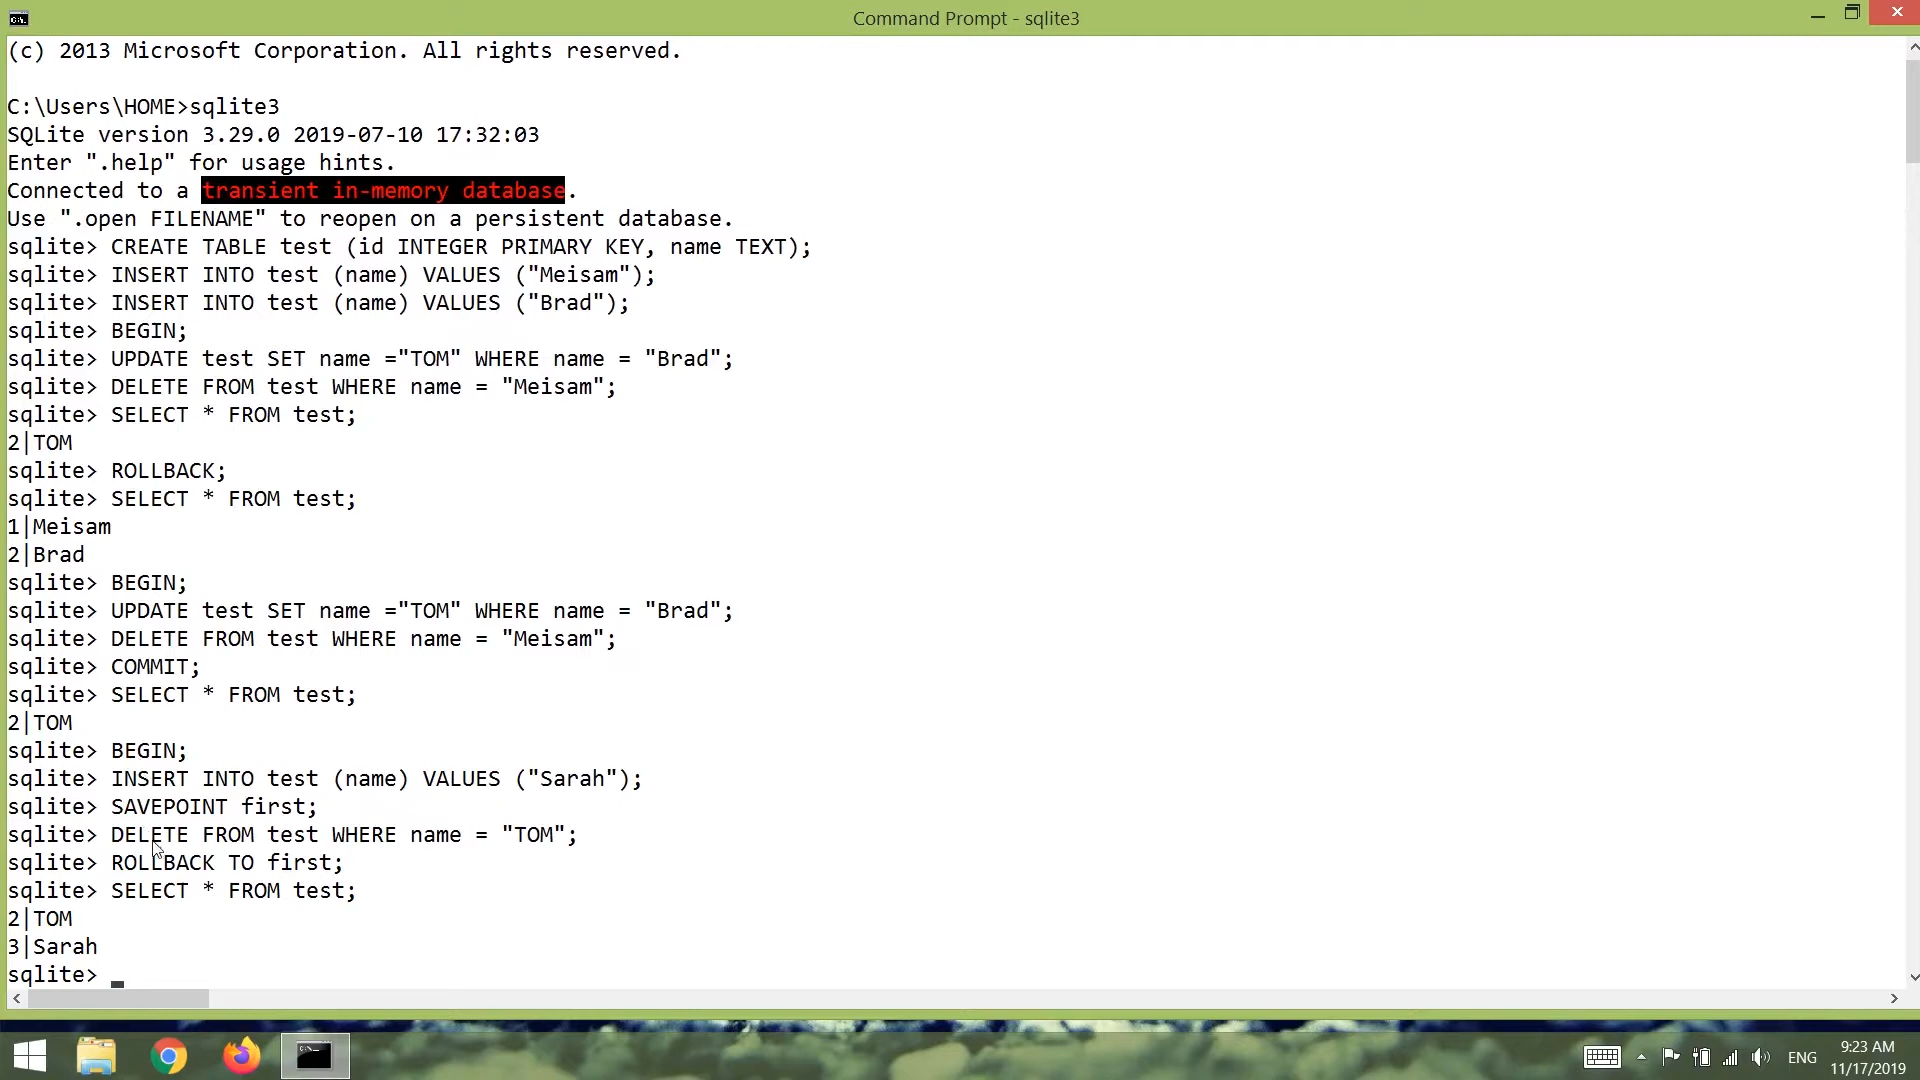 Command Prompt - sqlite3
(c) 2013 Microsoft Corporation. All rights reserved.
C:\Users\HOME>sqlite3
SQLite version 3.29.0 2019-07-10 17:32:03
Enter ".help" for usage hints.
Connected to a transient in-memory database.
Use ".open FILENAME" to reopen on a persistent database.
sqlite> CREATE TABLE test (id INTEGER PRIMARY KEY, name TEXT);
sqlite> INSERT INTO test (name) VALUES ("Meisam");
sqlite> INSERT INTO test (name) VALUES ("Brad");
sqlite> BEGIN;
sqlite> UPDATE test SET name ="TOM" WHERE name = "Brad";
sqlite> DELETE FROM test WHERE name = "Meisam";
sqlite> SELECT * FROM test;
2|TOM
sqlite> ROLLBACK;
sqlite> SELECT * FROM test;
1|Meisam
2|Brad
sqlite> BEGIN;
sqlite> UPDATE test SET name ="TOM" WHERE name = "Brad";
sqlite> DELETE FROM test WHERE name = "Meisam";
sqlite> COMMIT;
sqlite> SELECT * FROM test;
2|TOM
sqlite> BEGIN;
sqlite> INSERT INTO test (name) VALUES ("Sarah");
sqlite> SAVEPOINT first;
sqlite> DELETE FROM test WHERE name = "TOM";
sqlite> ROLLBACK TO first;
sqlite> SELECT * FROM test;
2|TOM
3|Sarah
sqlite>
ENG
9:23 AM
11/17/2019